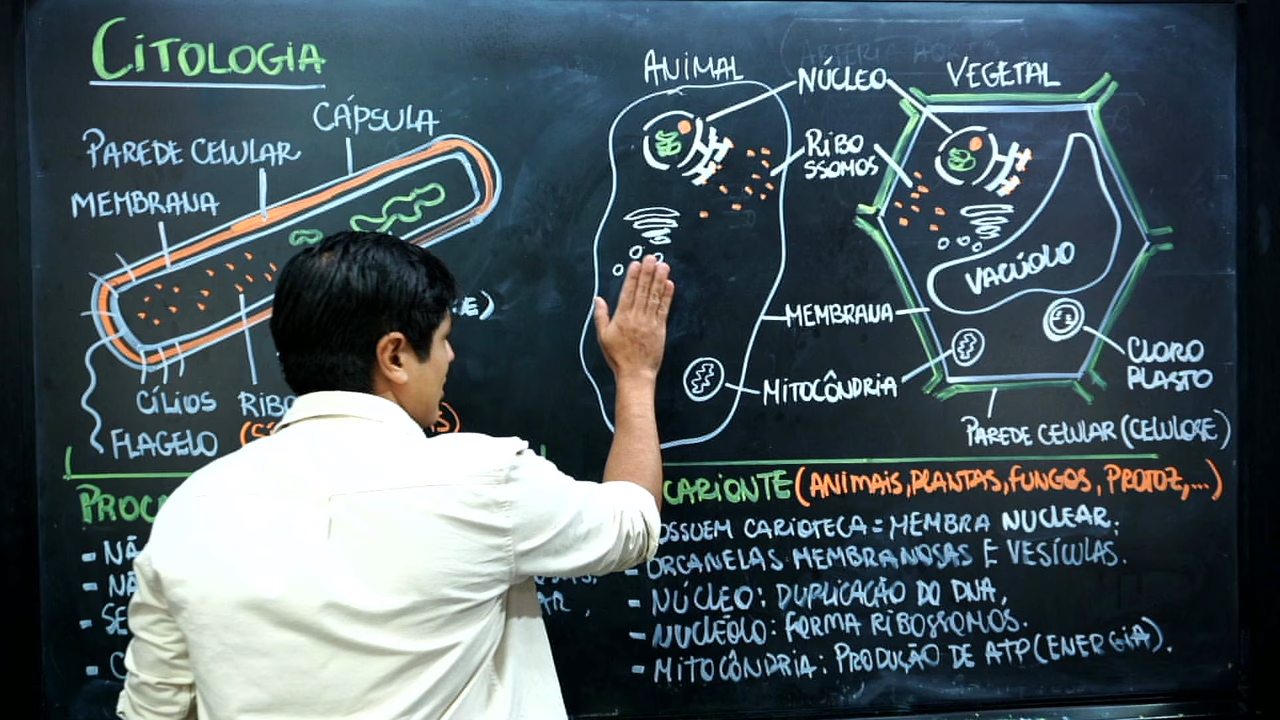 CITOLOGIA
CÁPSULA
PAREDE CELULAR
MEMBRANA
CÍLIOS
FLAGELO
ANIMAL
NÚCLEO
VEGETAL
RIBO
SSOMOS
VACÚOLO
MEMBRANA
MITOCÔNDRIA
CLORO
PLASTO
PAREDE CELULAR (CELULOSE)
(ANIMAIS, PLANTAS, FUNGOS, PROTOZ,...)
CARIOTECA = MEMBRA NUCLEAR.
- ORGANELAS MEMBRANOSAS E VESÍCULAS.
- NÚCLEO: DUPLICAÇÃO DO DNA,
- NUCLÉOLO: FORMA RIBOSSOMOS.
- MITOCÔNDRIA: PRODUÇÃO DE ATP (ENERGIA).